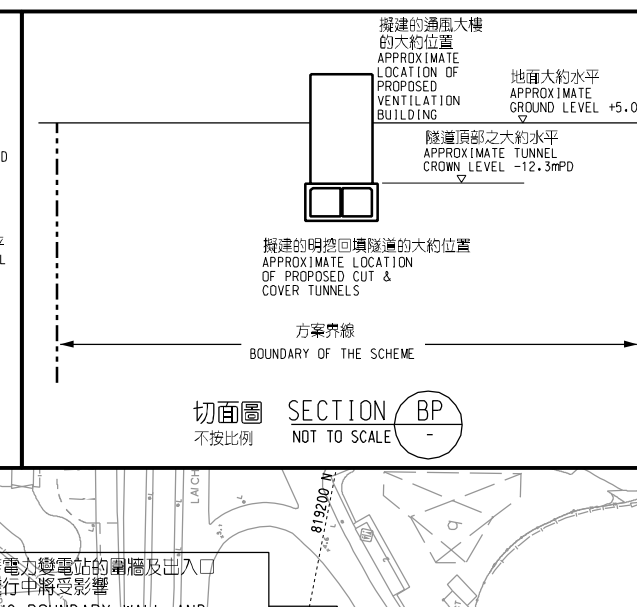 擬建的通風大樓
的大約位置
APPROXIMATE
LOCATION OF
PROPOSED
VENTILATION
BUILDING
地面大約水平
APPROXIMATE
GROUND LEVEL +5.0
隧道頂部之大約水平
APPROXIMATE TUNNEL
CROWN LEVEL -12.3mPD
擬建的明挖回填隧道的大約位置
APPROXIMATE LOCATION
OF PROPOSED CUT &
COVER TUNNELS
方案界線
BOUNDARY OF THE SCHEME
切面圖 SECTION BP
不按比例 NOT TO SCALE -
D
L
LAI CH
819200 N
電力變電站的圍牆及出入口
行中將受影響
BOUNDARY WALL AND